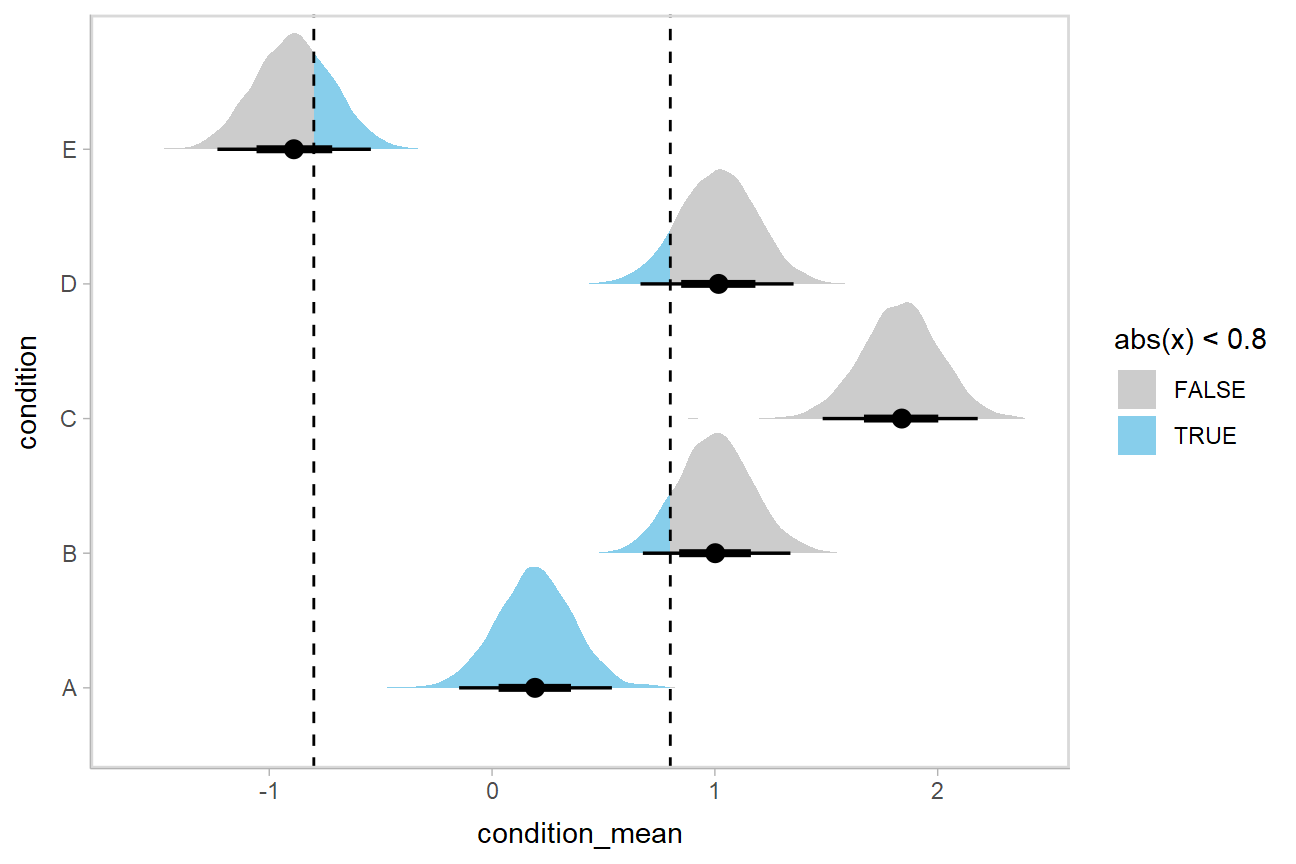 E
D
C
B
A
condition
-1 0 1 2
condition_mean
abs(x) < 0.8
FALSE
TRUE